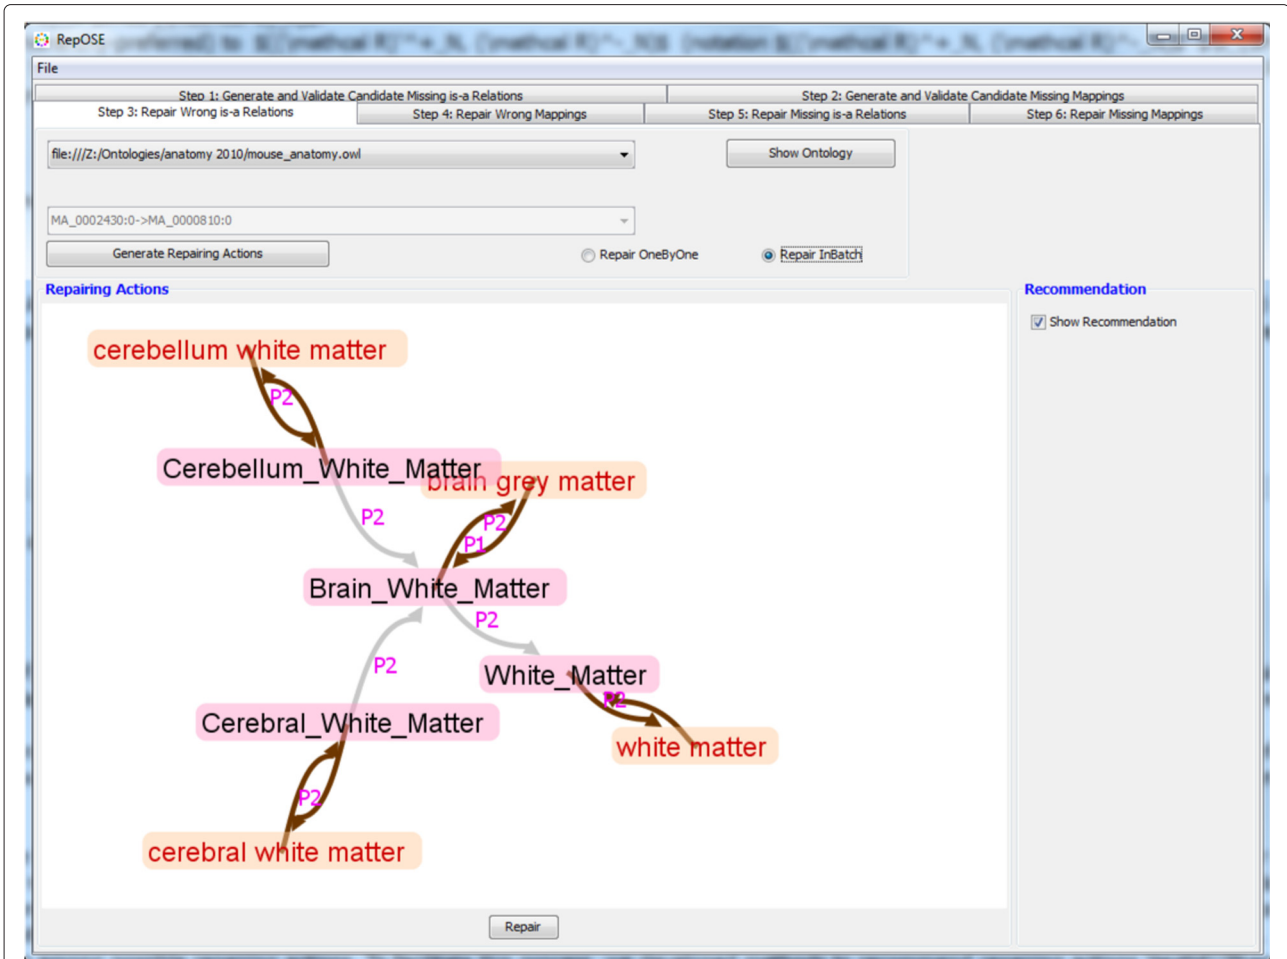 RepOSE
File
Step 1: Generate and Validate Candidate Missing is-a Relations
Step 2: Generate and Validate Candidate Missing Mappings
Step 3: Repair Wrong is-a Relations
Step 4: Repair Wrong Mappings
Step 5: Repair Missing is-a Relations
Step 6: Repair Missing Mappings
file:///Z:/Ontologies/anatomy 2010/mouse_anatomy.owl
Show Ontology
MA_0002430:0->MA_0000810:0
Generate Repairing Actions
Repair OneByOne
Repair InBatch
Repairing Actions
Recommendation
Show Recommendation
cerebellum white matter
P2
Cerebellum_White_Matter
brain grey matter
P2
P2
P1
Brain_White_Matter
P2
P2
White_Matter
P2
Cerebral_White_Matter
white matter
P2
cerebral white matter
Repair